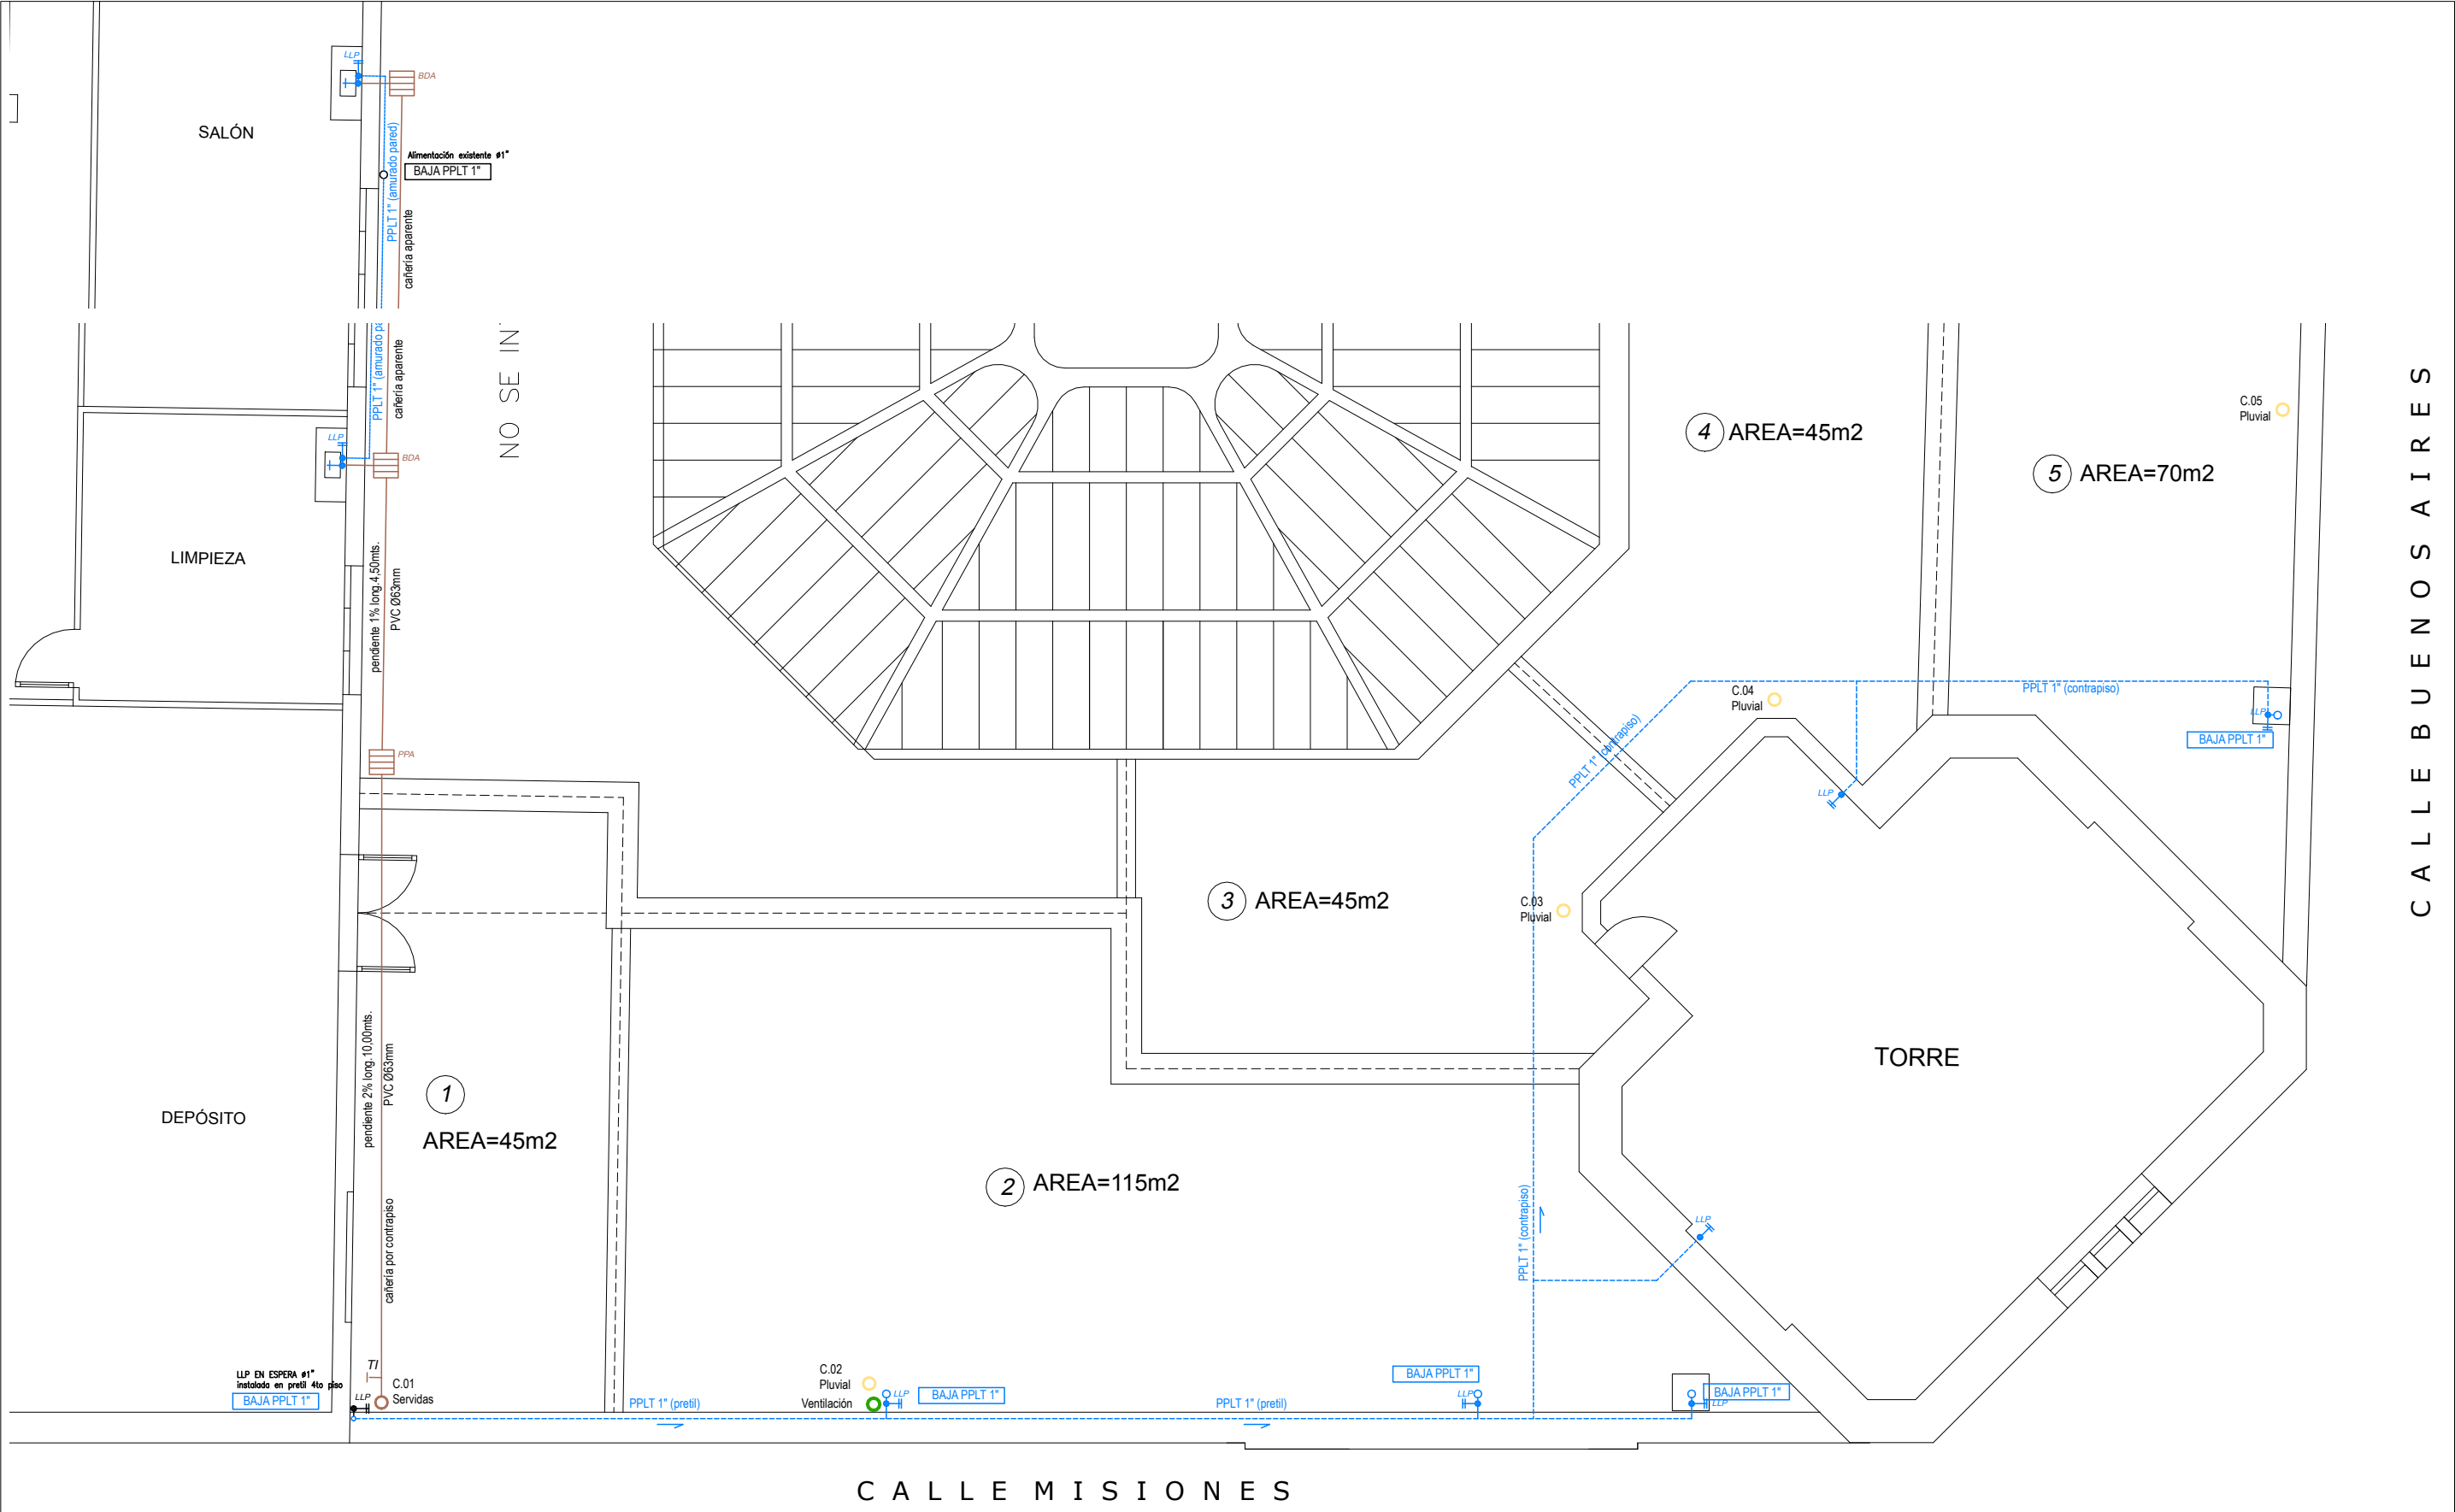 LLP
BDA
SALÓN
PPLT 1" (amurado pared)
Alimentación existente ø1"
BAJA PPLT 1"
cañeria aparente
PPLT 1" (amurado
cañeria aparente
NO SE
LLP
BDA
LIMPIEZA
pendiente 1% long.4,50mts.
PVC Ø63mm
PPA
4 AREA=45m2
5 AREA=70m2
C.05
Pluvial
CALLE BUENOS AIRES
C.04
Pluvial
PPLT 1" (contrapiso)
PPLT 1" (contrapiso)
LLP
BAJA PPLT 1"
LLP
3 AREA=45m2
C.03
Pluvial
TORRE
DEPÓSITO
pendiente 2% long.10,00mts.
PVC Ø63mm
1
AREA=45m2
cañeria por contrapiso
2 AREA=115m2
PPLT 1" (contrapiso)
LLP
TI
LLP EN ESPERA ø1"
instalada en pretil 4to piso
BAJA PPLT 1"
LLP
C.01
Servidas
PPLT 1" (pretil)
C.02
Pluvial
Ventilación
LLP
BAJA PPLT 1"
PPLT 1" (pretil)
BAJA PPLT 1"
LLP
BAJA PPLT 1"
LLP
CALLE MISIONES